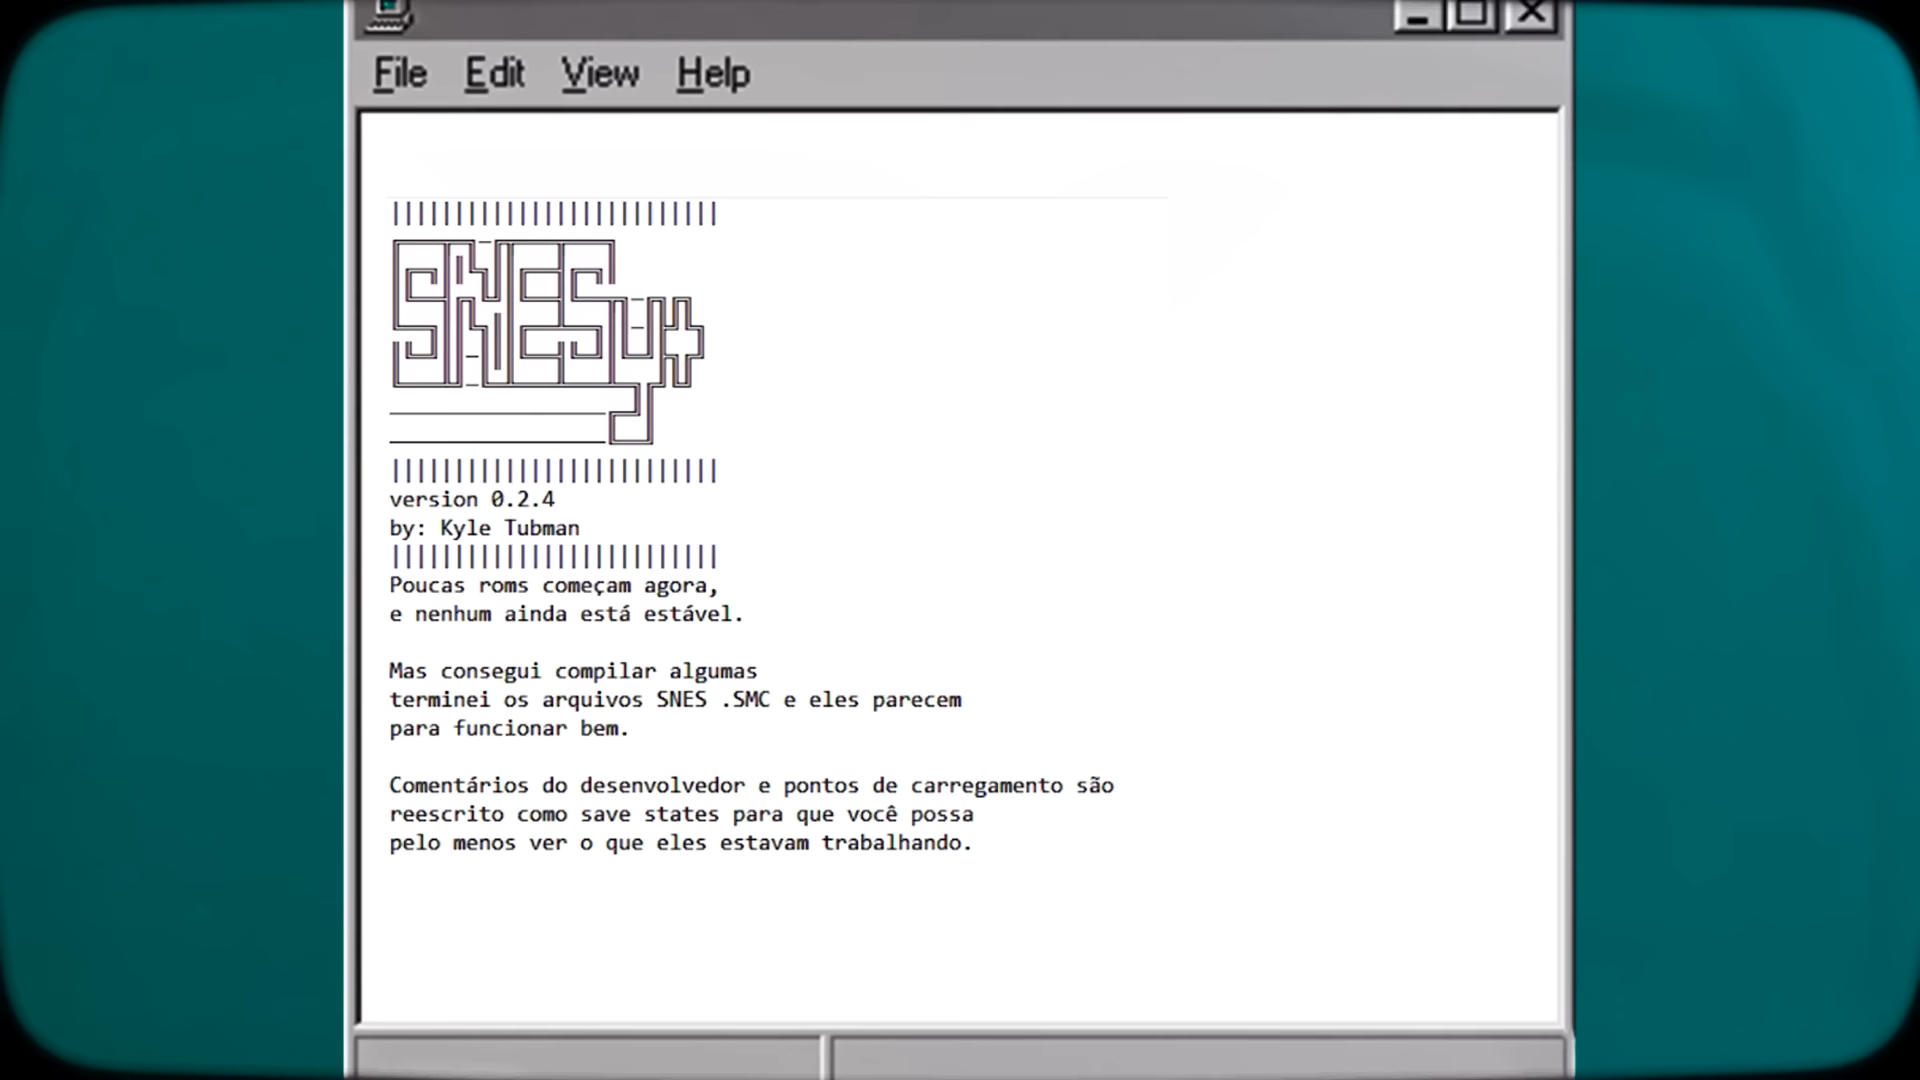 File Edit View Help
||||||||||||||||||||||||||
SNESy+
||||||||||||||||||||||||||
version 0.2.4
by: Kyle Tubman
||||||||||||||||||||||||||
Poucas roms começam agora,
e nenhum ainda está estável.
Mas consegui compilar algumas
terminei os arquivos SNES .SMC e eles parecem
para funcionar bem.
Comentários do desenvolvedor e pontos de carregamento são
reescrito como save states para que você possa
pelo menos ver o que eles estavam trabalhando.